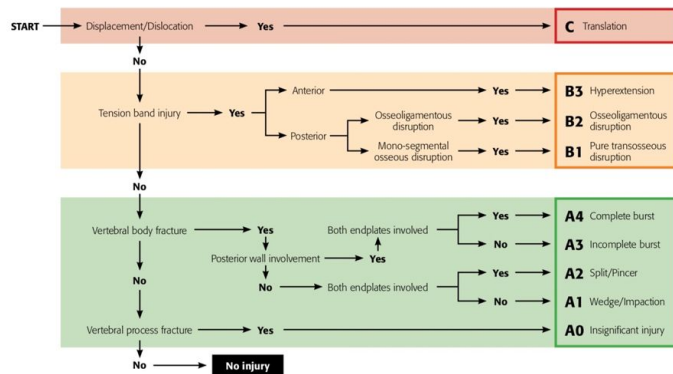 START
Displacement/Dislocation
Yes
C Translation
No
Anterior
Yes
B3 Hyperextension
Tension band injury
Yes
Osseoligamentous
disruption
Yes
B2 Osseoligamentous
disruption
Posterior
Mono-segmental
osseous disruption
Yes
B1 Pure transosseous
disruption
No
Yes
A4 Complete burst
Vertebral body fracture
Yes
Both endplates involved
No
A3 Incomplete burst
Posterior wall involvement
Yes
Yes
A2 Split/Pincer
No
No
Both endplates involved
No
A1 Wedge/Impaction
Vertebral process fracture
Yes
A0 Insignificant injury
No
No injury